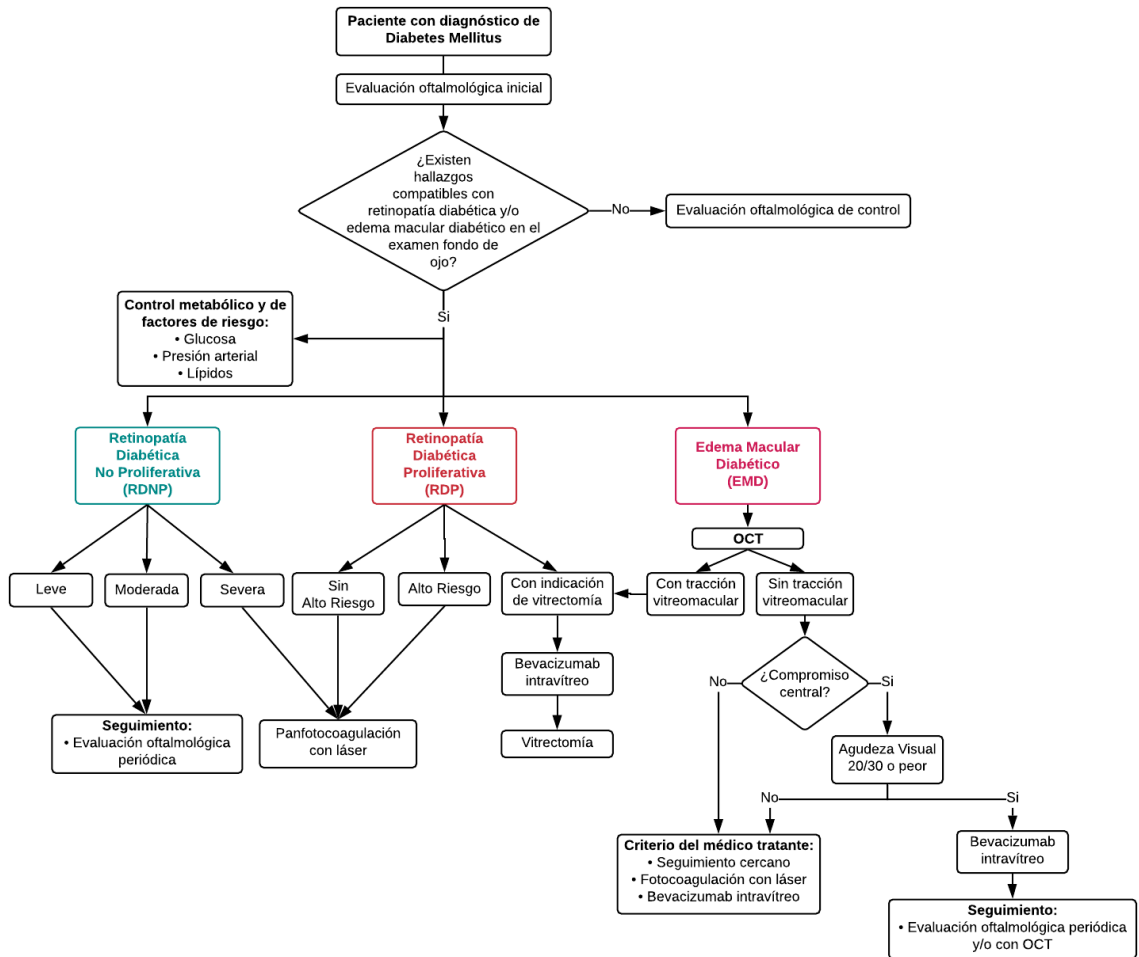 Paciente con diagnóstico de
Diabetes Mellitus
Evaluación oftalmológica inicial
¿Existen
hallazgos
compatibles con
retinopatía diabética y/o
edema macular diabético en el
examen fondo de
ojo?
No
Evaluación oftalmológica de control
Si
Control metabólico y de
factores de riesgo:
• Glucosa
• Presión arterial
• Lípidos
Retinopatía
Diabética
No Proliferativa
(RDNP)
Retinopatía
Diabética
Proliferativa
(RDP)
Edema Macular
Diabético
(EMD)
OCT
Leve
Moderada
Severa
Sin
Alto Riesgo
Alto Riesgo
Con indicación
de vitrectomía
Con tracción
vitreomacular
Sin tracción
vitreomacular
Bevacizumab
intravítreo
Vitrectomía
¿Compromiso
central?
No
Si
Seguimiento:
• Evaluación oftalmológica
periódica
Panfotocoagulación
con láser
Agudeza Visual
20/30 o peor
No
Si
Criterio del médico tratante:
• Seguimiento cercano
• Fotocoagulación con láser
• Bevacizumab intravítreo
Bevacizumab
intravítreo
Seguimiento:
• Evaluación oftalmológica periódica
y/o con OCT